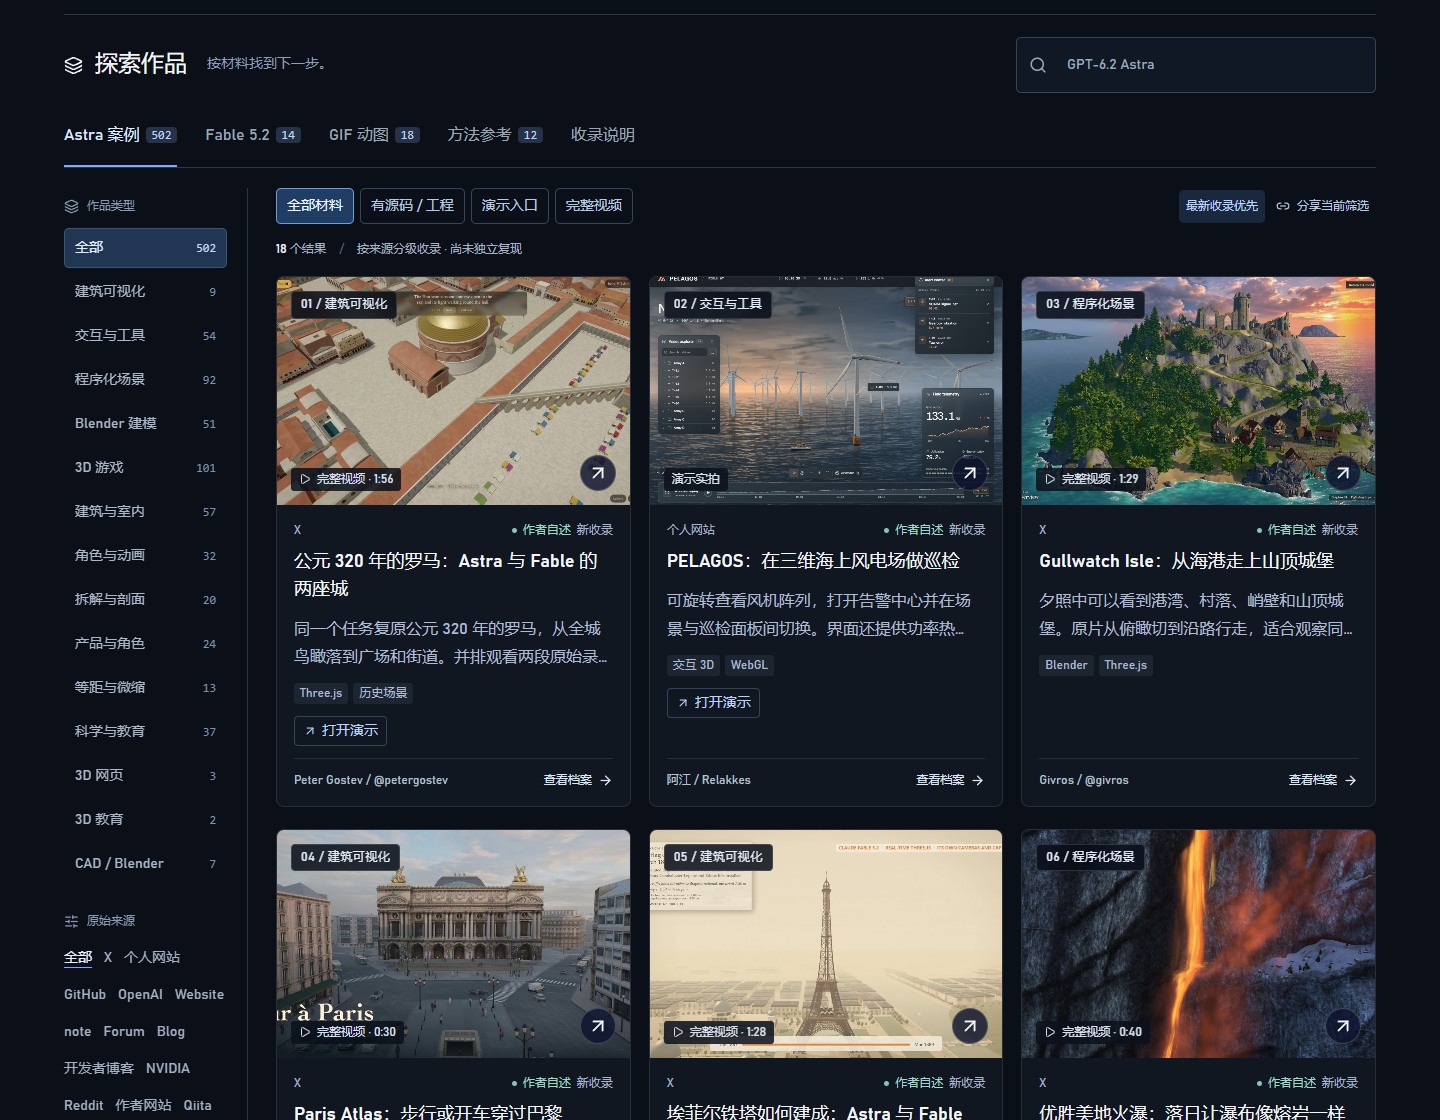 探索作品
按材料找到下一步。
GPT-6.2 Astra
Astra 案例 502
Fable 5.2 14
GIF 动图 18
方法参考 12
收录说明
作品类型
全部 502
建筑可视化 9
交互与工具 54
程序化场景 92
Blender 建模 51
3D 游戏 101
建筑与室内 57
角色与动画 32
拆解与剖面 20
产品与角色 24
等距与微缩 13
科学与教育 37
3D 网页 3
3D 教育 2
CAD / Blender 7
原始来源
全部 X 个人网站
GitHub OpenAI Website
note Forum Blog
开发者博客 NVIDIA
Reddit 作者网站 Qiita
全部材料
有源码 / 工程
演示入口
完整视频
最新收录优先
分享当前筛选
18 个结果 / 按来源分级收录 · 尚未独立复现
01 / 建筑可视化
完整视频 · 1:56
X
作者自述 新收录
公元 320 年的罗马：Astra 与 Fable 的
两座城
同一个任务复原公元 320 年的罗马，从全城
鸟瞰落到广场和街道。并排观看两段原始录...
Three.js 历史场景
打开演示
Peter Gostev / @petergostev
查看档案
PELAGOS
02 / 交互与工具
133.1
演示实拍
个人网站
作者自述 新收录
PELAGOS：在三维海上风电场做巡检
可旋转查看风机阵列，打开告警中心并在场
景与巡检面板间切换。界面还提供功率热...
交互 3D WebGL
打开演示
阿江 / Relakkes
查看档案
03 / 程序化场景
完整视频 · 1:29
X
作者自述 新收录
Gullwatch Isle：从海港走上山顶城堡
夕照中可以看到港湾、村落、峭壁和山顶城
堡。原片从俯瞰切到沿路行走，适合观察同...
Blender Three.js
Givros / @givros
查看档案
04 / 建筑可视化
ur à Paris
完整视频 · 0:30
X
作者自述 新收录
Paris Atlas：步行或开车穿过巴黎
05 / 建筑可视化
CLAUDE FABLE 5.2 · REAL-TIME THREE.JS · ITS OWN CAMERAS AND CAP
完整视频 · 1:28
X
作者自述 新收录
埃菲尔铁塔如何建成：Astra 与 Fable
06 / 程序化场景
完整视频 · 0:40
X
作者自述 新收录
优胜美地火瀑：落日让瀑布像熔岩一样